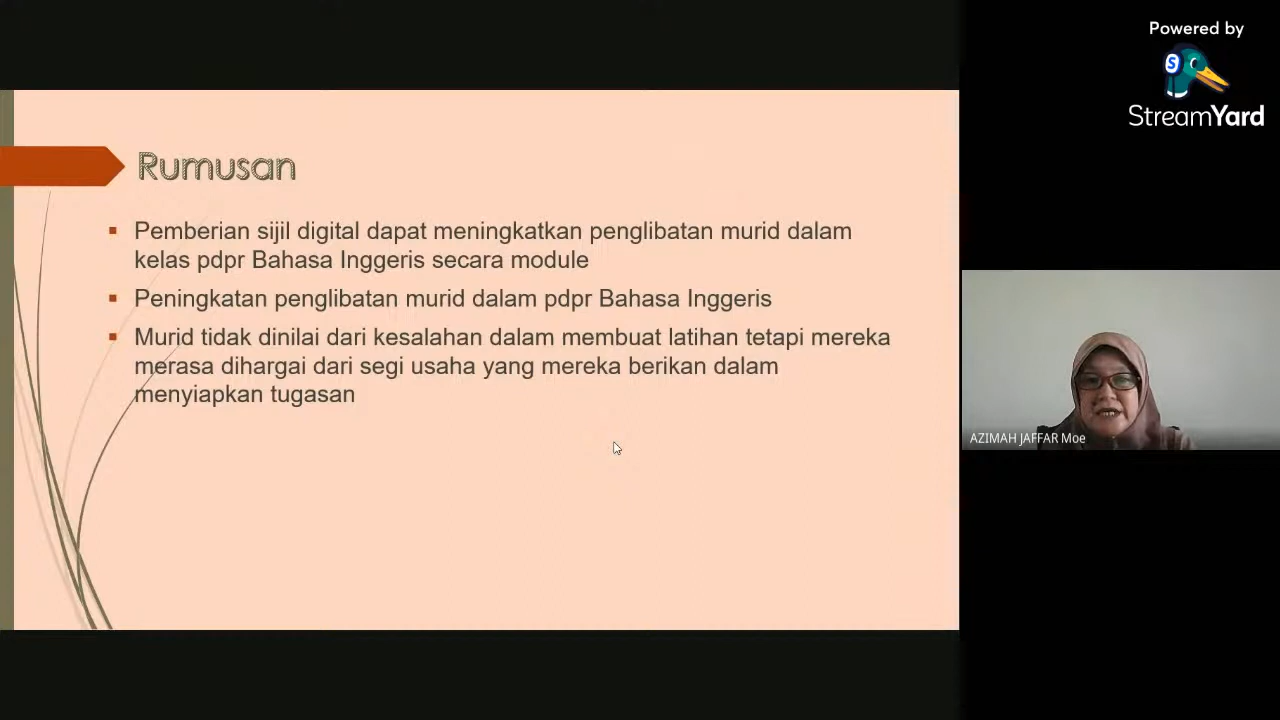 Powered by
StreamYard
Rumusan
Pemberian sijil digital dapat meningkatkan penglibatan murid dalam
kelas pdpr Bahasa Inggeris secara module
Peningkatan penglibatan murid dalam pdpr Bahasa Inggeris
Murid tidak dinilai dari kesalahan dalam membuat latihan tetapi mereka
merasa dihargai dari segi usaha yang mereka berikan dalam
menyiapkan tugasan
AZIMAH JAFFAR Moe